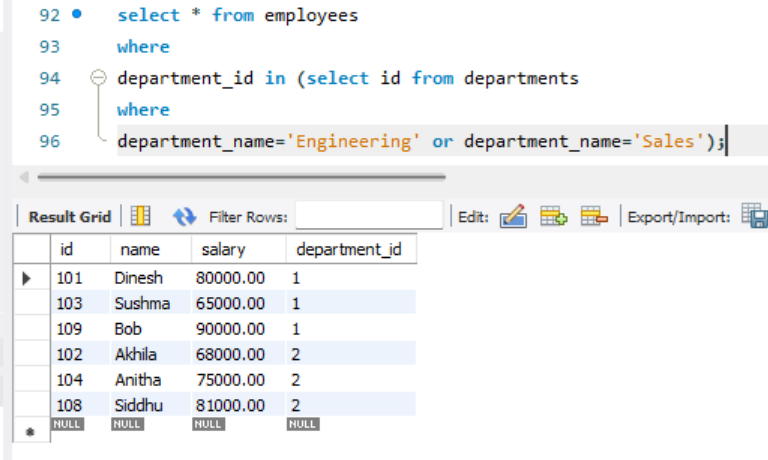 92 select * from employees
93 where
94 department_id in (select id from departments
95 where
96 department_name='Engineering' or department_name='Sales');
Result Grid Filter Rows: Edit: Export/Import:
id name salary department_id
101 Dinesh 80000.00 1
103 Sushma 65000.00 1
109 Bob 90000.00 1
102 Akhila 68000.00 2
104 Anitha 75000.00 2
108 Siddhu 81000.00 2
NULL NULL NULL NULL